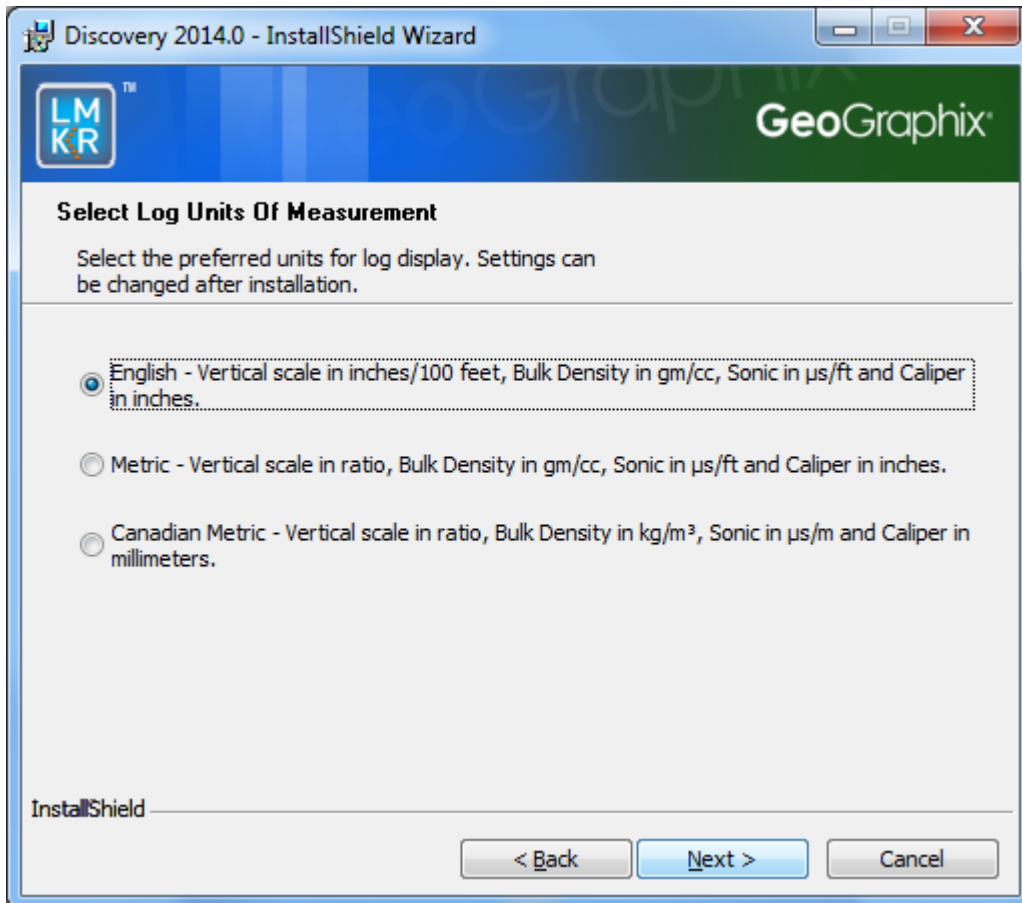 Discovery 2014.0 - InstallShield Wizard
LM
KR
TM
GeoGraphix
GeoGraphix®
Select Log Units Of Measurement
Select the preferred units for log display. Settings can
be changed after installation.
English - Vertical scale in inches/100 feet, Bulk Density in gm/cc, Sonic in µs/ft and Caliper
in inches.
Metric - Vertical scale in ratio, Bulk Density in gm/cc, Sonic in µs/ft and Caliper in inches.
Canadian Metric - Vertical scale in ratio, Bulk Density in kg/m³, Sonic in µs/m and Caliper in
millimeters.
InstallShield
< Back
Next >
Cancel